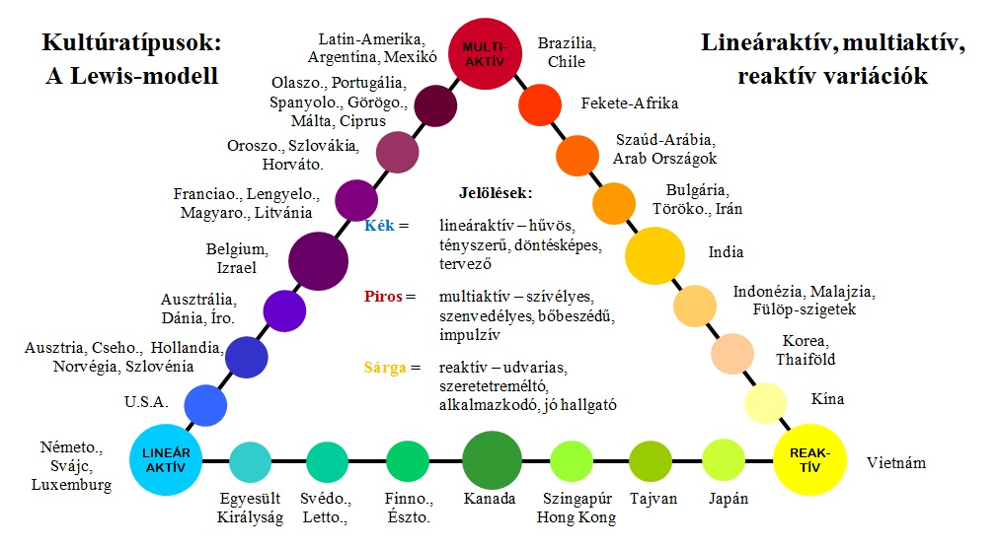 Kultúratípusok:
A Lewis-modell
Lineáraktív, multiaktív,
reaktív variációk
MULTI-
AKTÍV
Latin-Amerika,
Argentina, Mexikó
Brazília,
Chile
Olaszo., Portugália,
Spanyolo., Görögo.,
Málta, Ciprus
Fekete-Afrika
Oroszo., Szlovákia,
Horváto.
Szaúd-Arábia,
Arab Országok
Franciao., Lengyelo.,
Magyaro., Litvánia
Bulgária,
Töröko., Irán
Belgium,
Izrael
India
Ausztrália,
Dánia, Íro.
Indonézia, Malajzia,
Fülöp-szigetek
Ausztria, Cseho., Hollandia,
Norvégia, Szlovénia
Korea,
Thaiföld
U.S.A.
Kína
Jelölések:
Kék = lineáraktív – hűvös,
tényszerű, döntésképes,
tervező
Piros = multiaktív – szívélyes,
szenvedélyes, bőbeszédű,
impulzív
Sárga = reaktív – udvarias,
szeretetreméltó,
alkalmazkodó, jó hallgató
Németo.,
Svájc,
Luxemburg
LINEÁR
AKTÍV
REAK-
TÍV
Vietnám
Egyesült
Királyság
Svédo.,
Letto.,
Finno.,
Észto.
Kanada
Szingapúr
Hong Kong
Tajvan
Japán